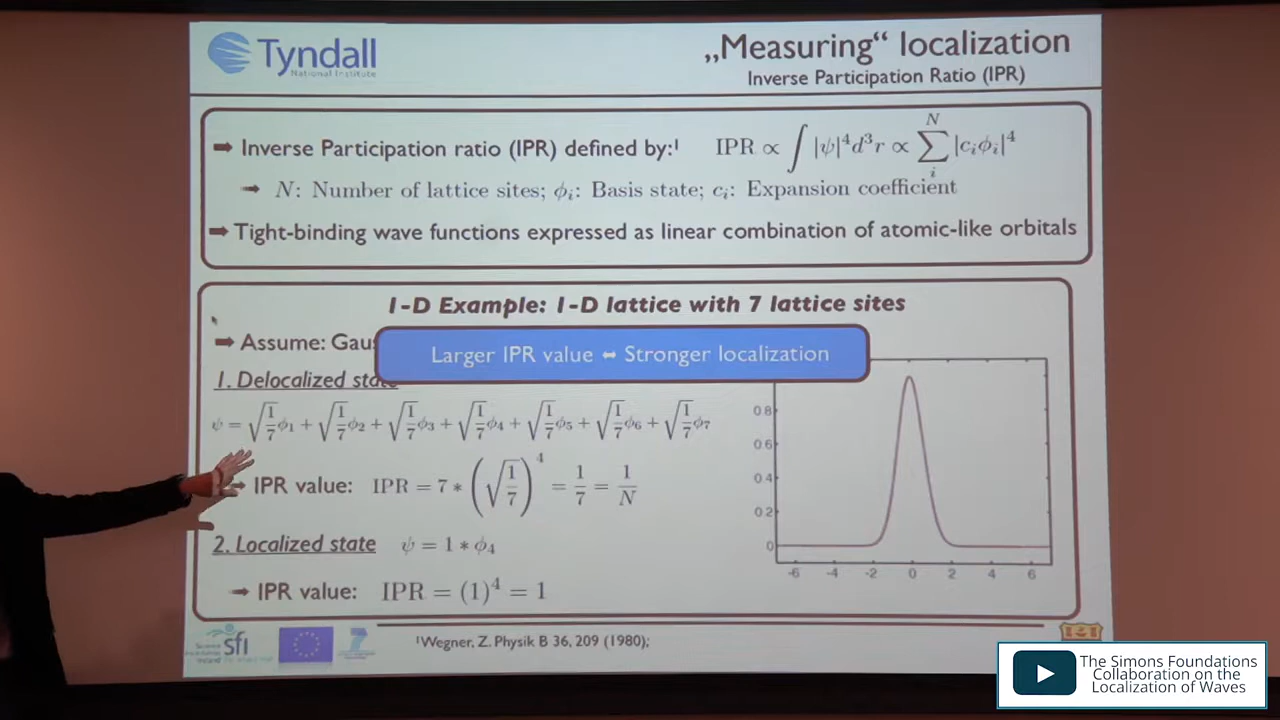 Tyndall
National Institute
„Measuring“ localization
Inverse Participation Ratio (IPR)
➡ Inverse Participation ratio (IPR) defined by:¹ IPR ∝ ∫ |ψ|⁴d³r ∝ ∑ᵢᴺ |cᵢϕᵢ|⁴
➡ N: Number of lattice sites; ϕᵢ: Basis state; cᵢ: Expansion coefficient
➡ Tight-binding wave functions expressed as linear combination of atomic-like orbitals
1-D Example: 1-D lattice with 7 lattice sites
➡ Assume: Gau
Larger IPR value ⬌ Stronger localization
1. Delocalized state
ψ = √(1/7)ϕ₁ + √(1/7)ϕ₂ + √(1/7)ϕ₃ + √(1/7)ϕ₄ + √(1/7)ϕ₅ + √(1/7)ϕ₆ + √(1/7)ϕ₇
➡ IPR value: IPR = 7 * (√(1/7))⁴ = 1/7 = 1/N
2. Localized state ψ = 1 * ϕ₄
➡ IPR value: IPR = (1)⁴ = 1
0 8
0 6
0 4
0 2
0
-6 -4 -2 0 2 4 6
sfi
¹Wegner, Z. Physik B 36, 209 (1980);
The Simons Foundations
Collaboration on the
Localization of Waves